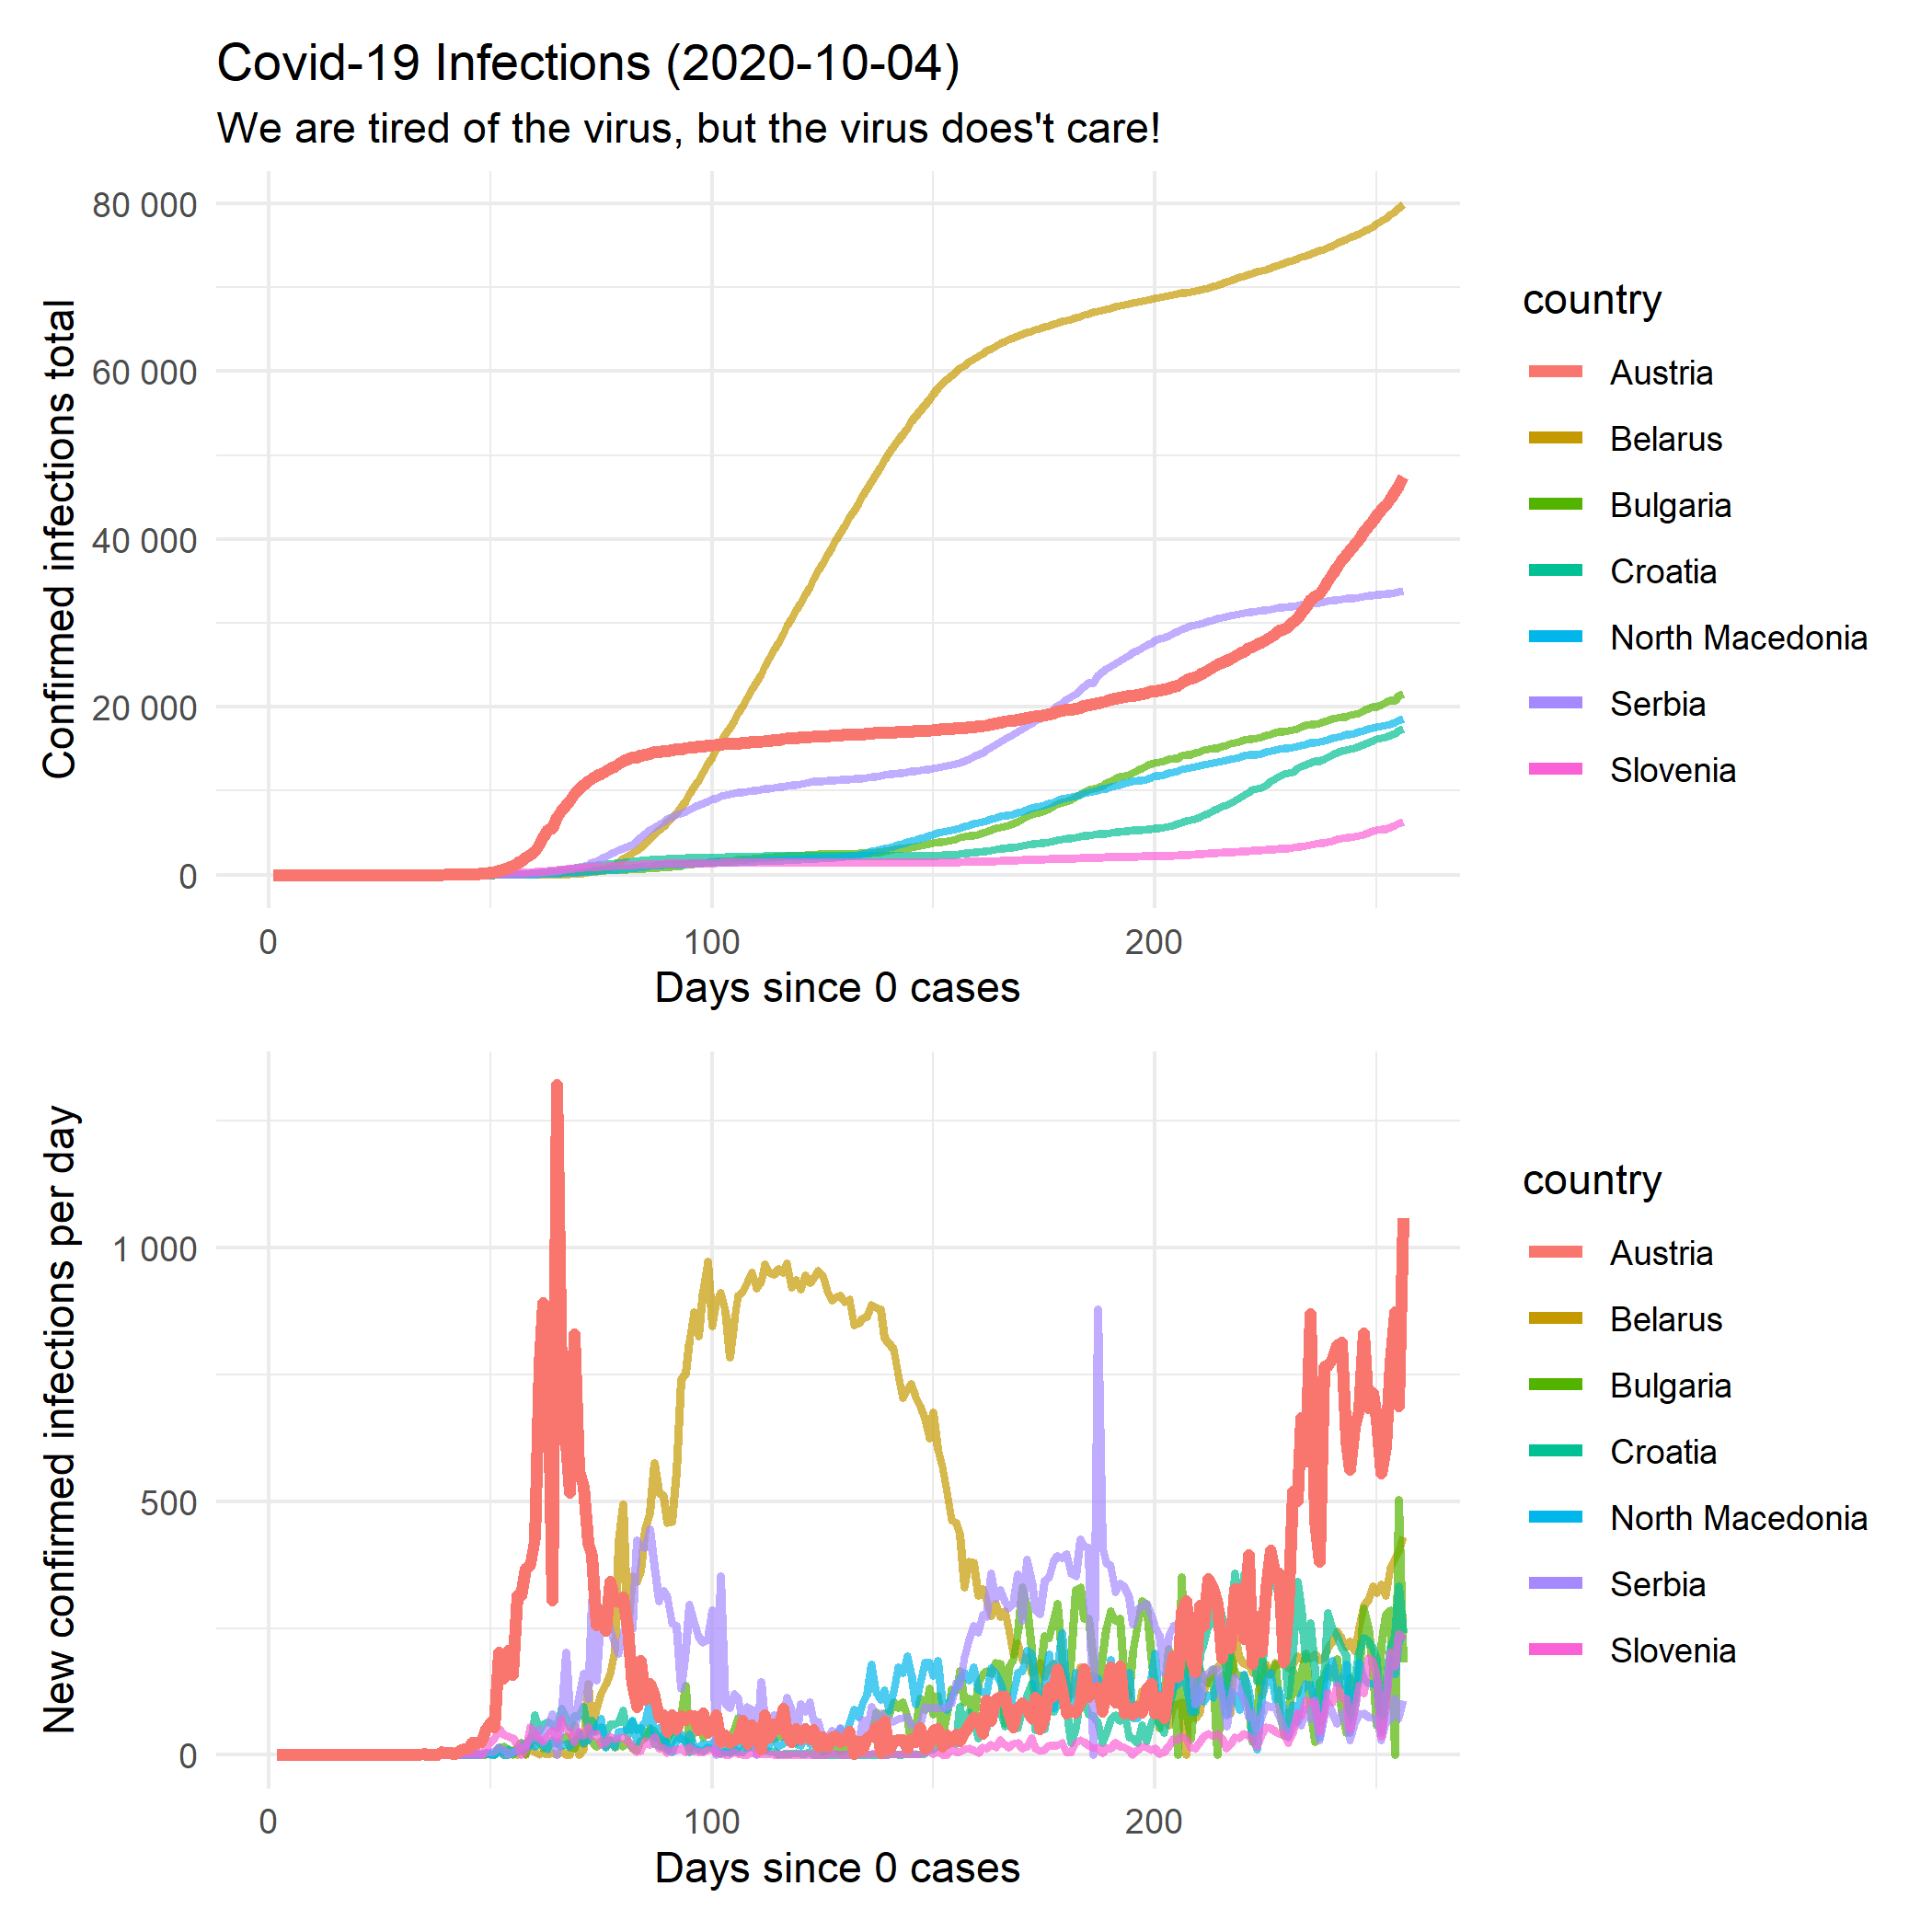 Covid-19 Infections (2020-10-04)
We are tired of the virus, but the virus does't care!
Confirmed infections total
80 000
60 000
40 000
20 000
0
0 100 200
Days since 0 cases
country
Austria
Belarus
Bulgaria
Croatia
North Macedonia
Serbia
Slovenia
New confirmed infections per day
1 000
500
0
0 100 200
Days since 0 cases
country
Austria
Belarus
Bulgaria
Croatia
North Macedonia
Serbia
Slovenia